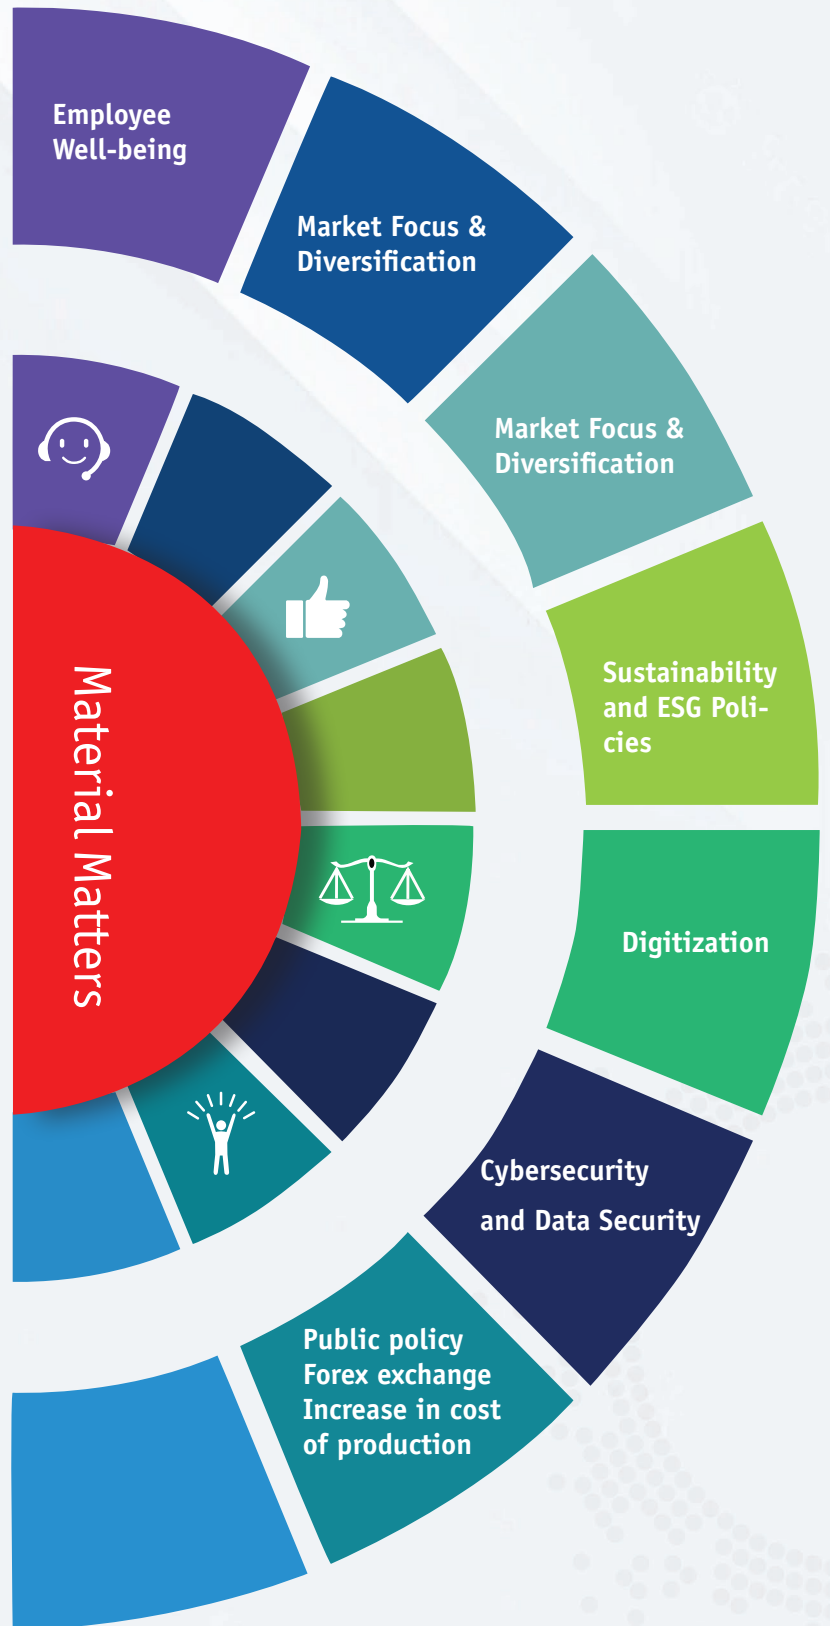 Employee
Well-being
Market Focus &
Diversification
Market Focus &
Diversification
Sustainability
and ESG Poli-
cies
Material Matters
Digitization
Cybersecurity
and Data Security
Public policy
Forex exchange
Increase in cost
of production